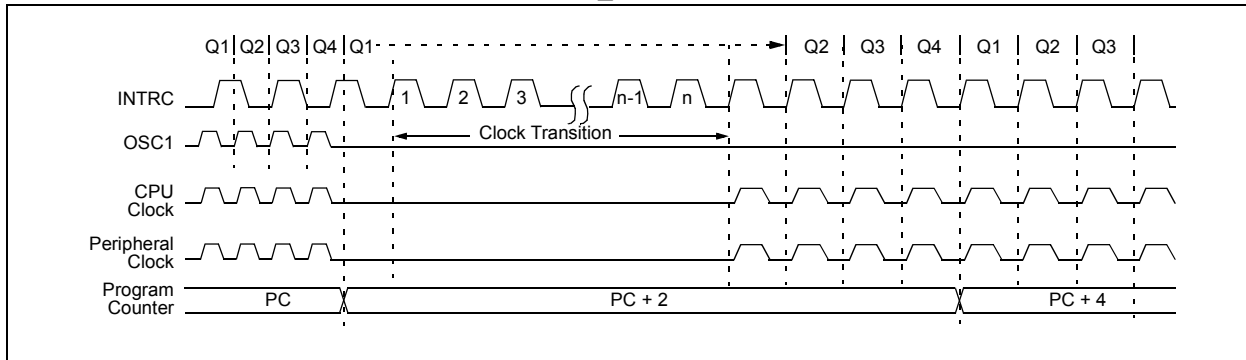 Q1 Q2 Q3 Q4 Q1 Q2 Q3 Q4 Q1 Q2 Q3
INTRC 1 2 3 n-1 n
Clock Transition
OSC1
CPU
Clock
Peripheral
Clock
Program
Counter
PC PC + 2 PC + 4